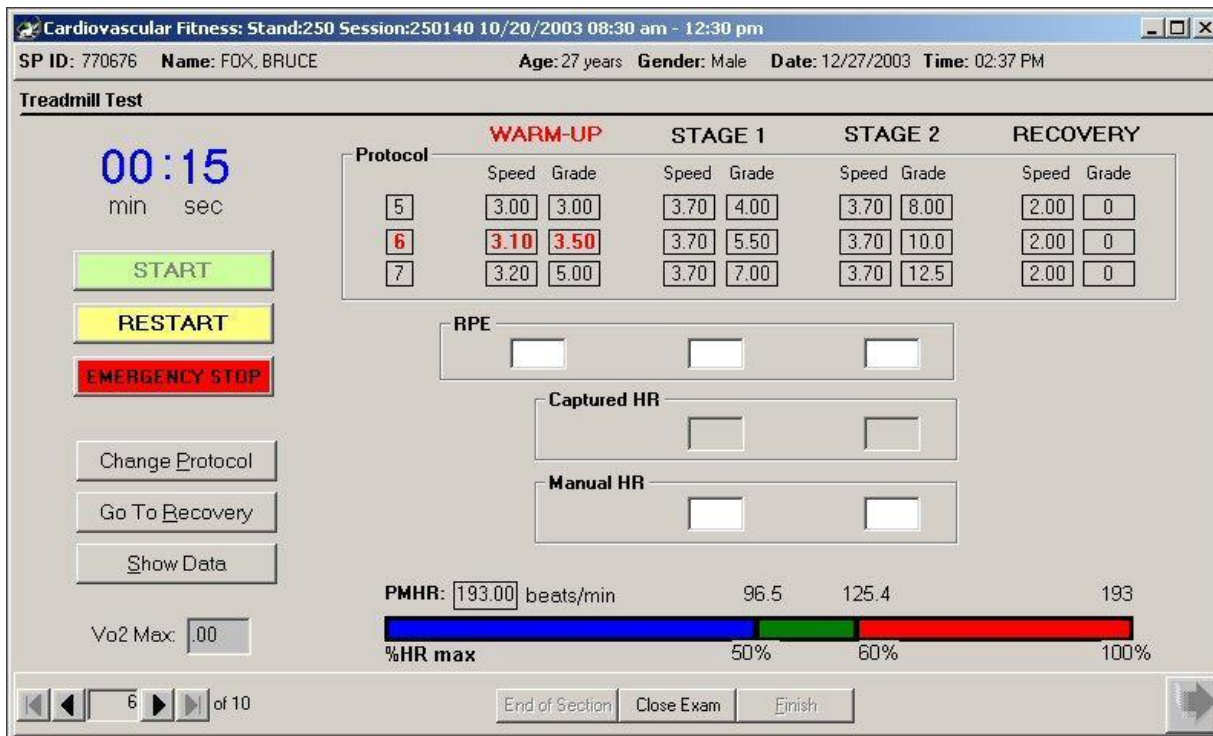 Cardiovascular Fitness: Stand:250 Session:250140 10/20/2003 08:30 am - 12:30 pm
SP ID: 770676 Name: FOX, BRUCE Age: 27 years Gender: Male Date: 12/27/2003 Time: 02:37 PM
Treadmill Test
00:15
min sec
START
RESTART
EMERGENCY STOP
Change Protocol
Go To Recovery
Show Data
Vo2 Max: .00
WARM-UP STAGE 1 STAGE 2 RECOVERY
Protocol
Speed Grade Speed Grade Speed Grade Speed Grade
5 3.00 3.00 3.70 4.00 3.70 8.00 2.00 0
6 3.10 3.50 3.70 5.50 3.70 10.0 2.00 0
7 3.20 5.00 3.70 7.00 3.70 12.5 2.00 0
RPE
Captured HR
Manual HR
PMHR: 193.00 beats/min 96.5 125.4 193
%HR max 50% 60% 100%
6 of 10
End of Section Close Exam Finish